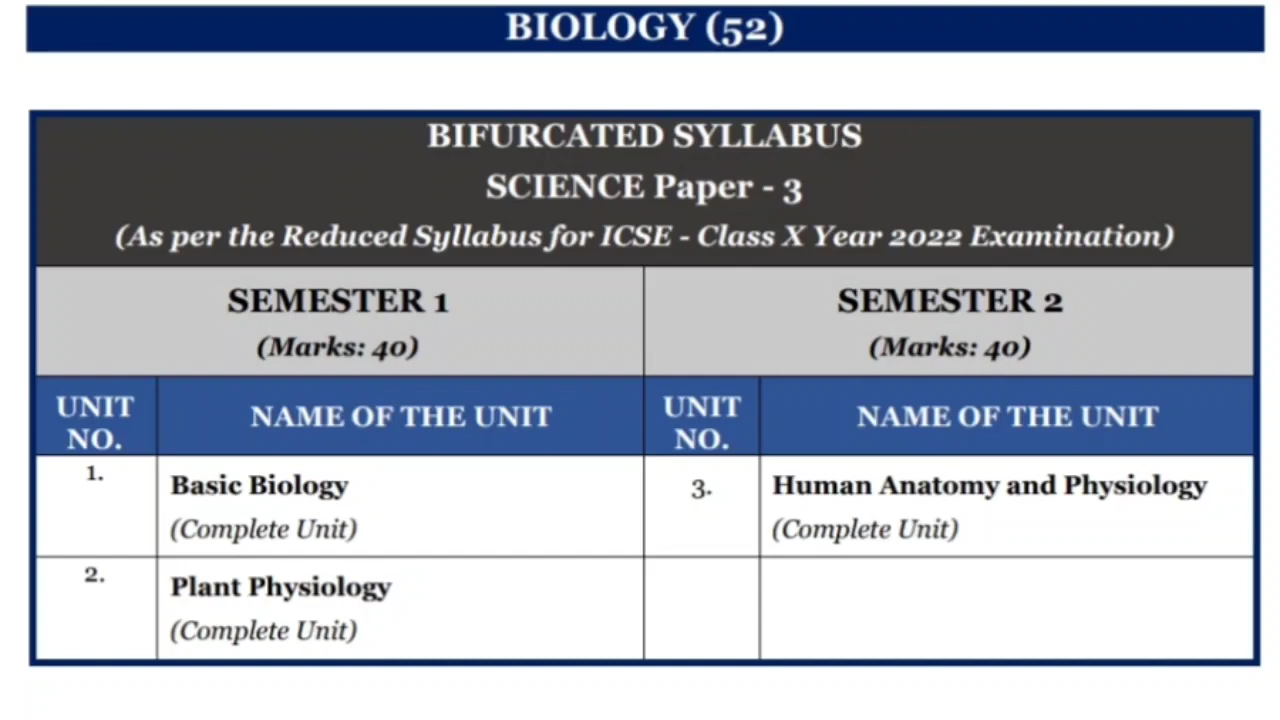 BIOLOGY (52)
BIFURCATED SYLLABUS
SCIENCE Paper - 3
(As per the Reduced Syllabus for ICSE - Class X Year 2022 Examination)
SEMESTER 1
(Marks: 40)
SEMESTER 2
(Marks: 40)
UNIT
NO.
NAME OF THE UNIT
UNIT
NO.
NAME OF THE UNIT
1.
Basic Biology
(Complete Unit)
3.
Human Anatomy and Physiology
(Complete Unit)
2.
Plant Physiology
(Complete Unit)